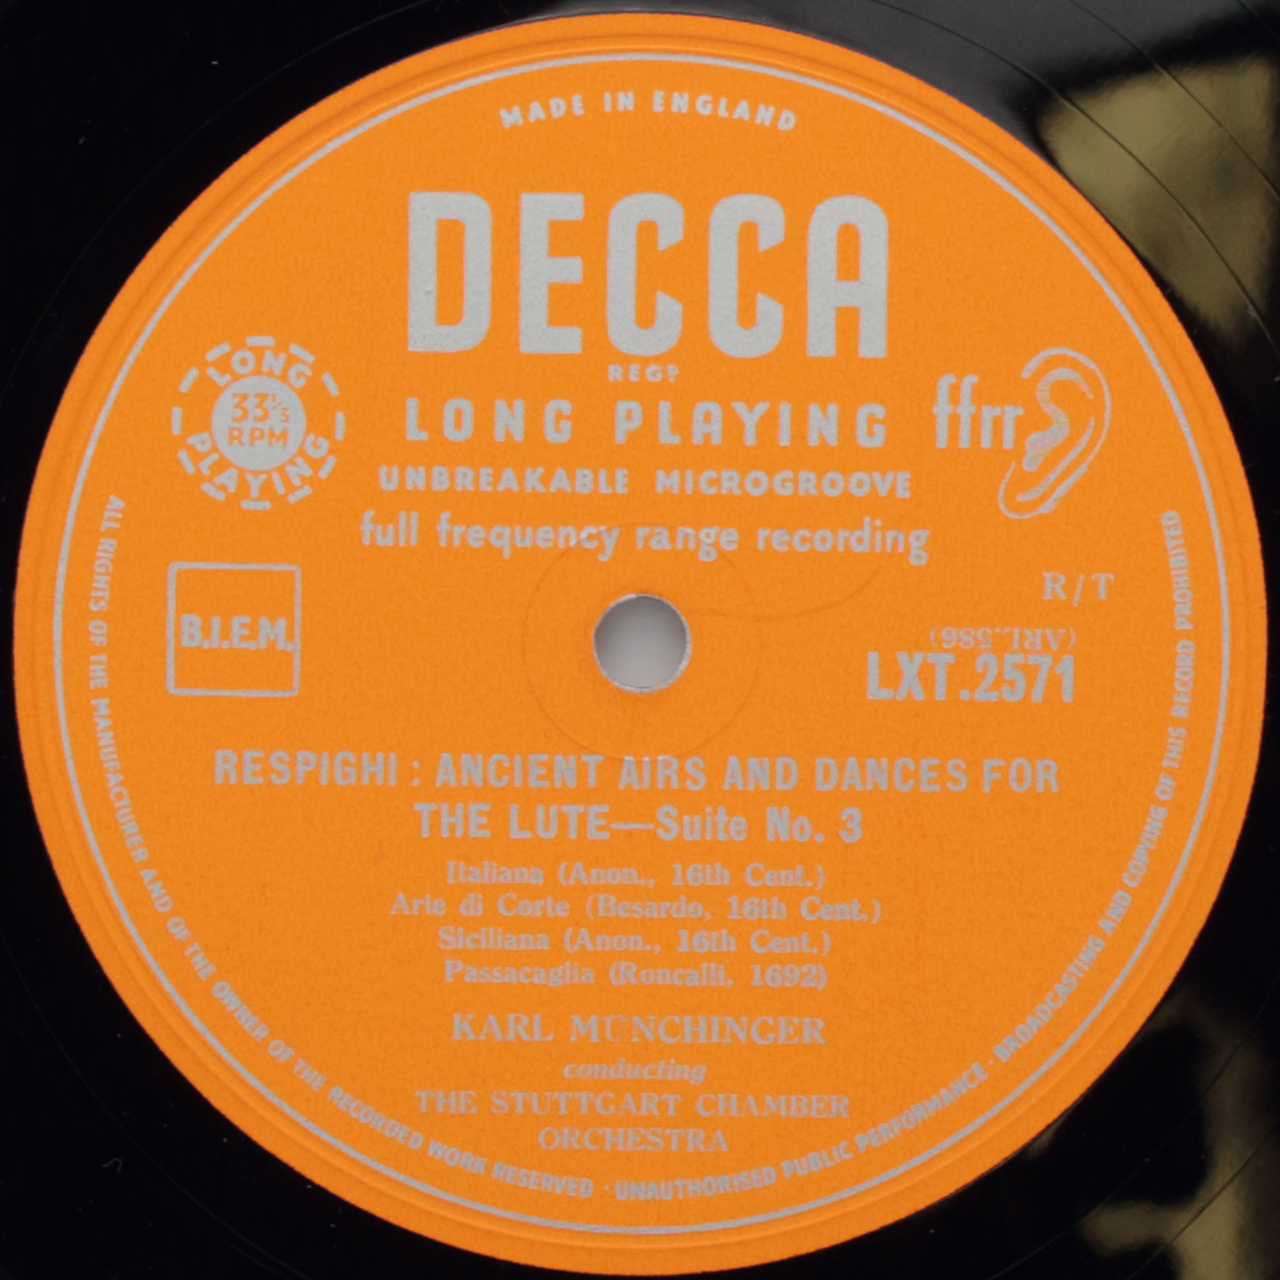 MADE IN ENGLAND
DECCA
REGD
LONG PLAYING
33⅓
RPM
LONG PLAYING
ffrr
UNBREAKABLE MICROGROOVE
full frequency range recording
R/T
B.I.E.M.
(ARL.586)
LXT.2571
RESPIGHI : ANCIENT AIRS AND DANCES FOR
THE LUTE—Suite No. 3
Italiana (Anon., 16th Cent.)
Arie di Corte (Besardo, 16th Cent.)
Siciliana (Anon., 16th Cent.)
Passacaglia (Roncalli, 1692)
KARL MÜNCHINGER
conducting
THE STUTTGART CHAMBER
ORCHESTRA
ALL RIGHTS OF THE MANUFACTURER AND OF THE OWNER OF THE RECORDED WORK RESERVED · UNAUTHORISED PUBLIC PERFORMANCE · BROADCASTING AND COPYING OF THIS RECORD PROHIBITED